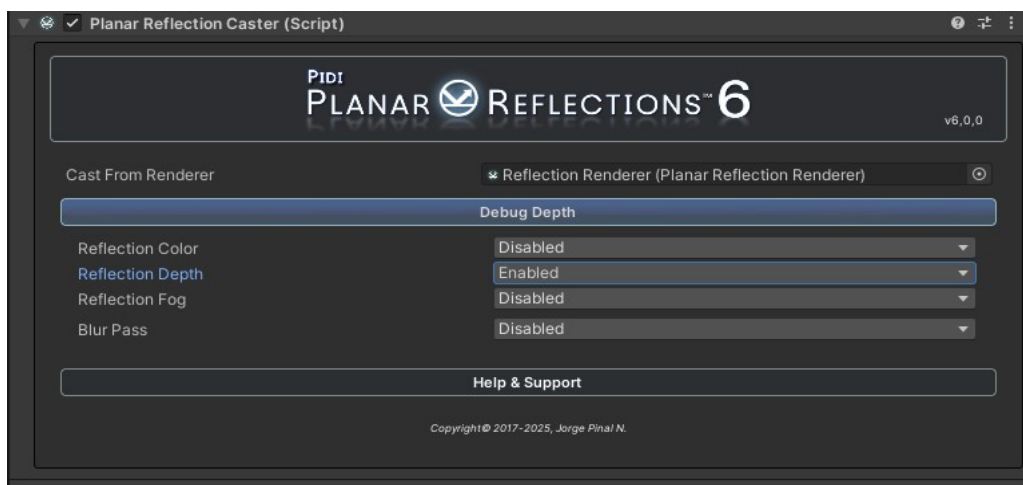 Planar Reflection Caster (Script)
PIDI
PLANAR REFLECTIONS™ 6
v6,0,0
Cast From Renderer Reflection Renderer (Planar Reflection Renderer)
Debug Depth
Reflection Color Disabled
Reflection Depth Enabled
Reflection Fog Disabled
Blur Pass Disabled
Help & Support
Copyright© 2017-2025, Jorge Pinal N.